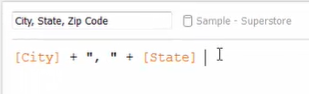 City, State, Zip Code
Sample - Superstore
[City] + ", " + [State]